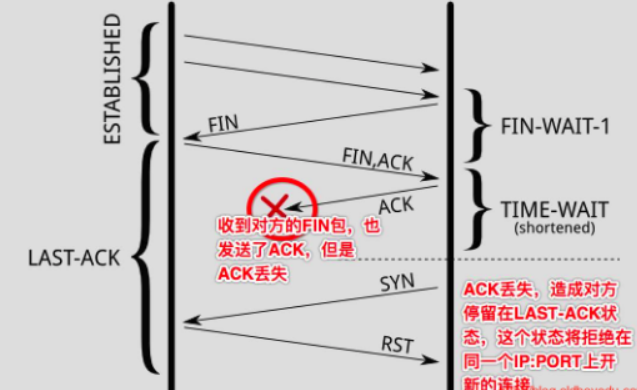 ESTABLISHED
FIN
FIN-WAIT-1
FIN,ACK
ACK
TIME-WAIT
(shortened)
收到对方的FIN包，也
发送了ACK，但是
ACK丢失
LAST-ACK
SYN
RST
ACK丢失，造成对方
停留在LAST-ACK状
态，这个状态将拒绝在
同一个IP:PORT上开
新的连接